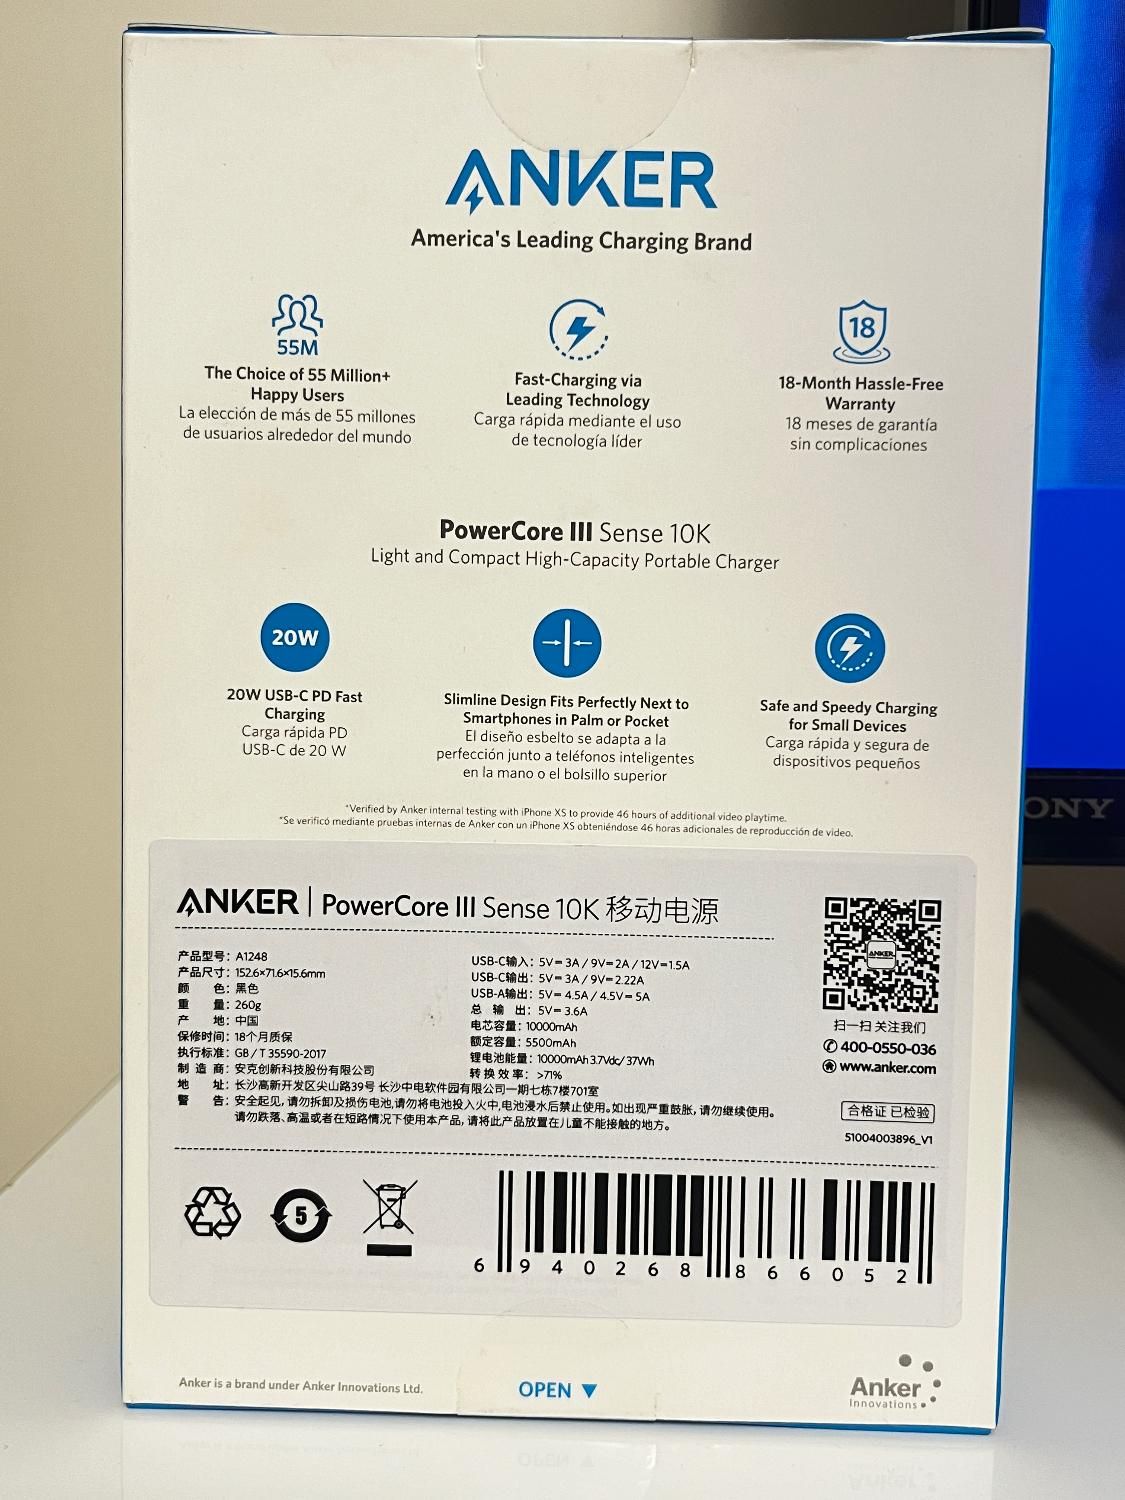 ANKER
America's Leading Charging Brand
55M
The Choice of 55 Million+
Happy Users
La elección de más de 55 millones
de usuarios alrededor del mundo
Fast-Charging via
Leading Technology
Carga rápida mediante el uso
de tecnología líder
18
18-Month Hassle-Free
Warranty
18 meses de garantía
sin complicaciones
PowerCore III Sense 10K
Light and Compact High-Capacity Portable Charger
20W
20W USB-C PD Fast
Charging
Carga rápida PD
USB-C de 20 W
Slimline Design Fits Perfectly Next to
Smartphones in Palm or Pocket
El diseño esbelto se adapta a la
perfección junto a teléfonos inteligentes
en la mano o el bolsillo superior
Safe and Speedy Charging
for Small Devices
Carga rápida y segura de
dispositivos pequeños
*Verified by Anker internal testing with iPhone XS to provide 46 hours of additional video playtime.
*Se verificó mediante pruebas internas de Anker con un iPhone XS obteniéndose 46 horas adicionales de reproducción de video.
ONY
ANKER | PowerCore III Sense 10K 移动电源
产品型号: A1248
产品尺寸: 152.6×71.6×15.6mm
颜 色: 黑色
重 量: 260g
产 地: 中国
保修时间: 18个月质保
执行标准: GB/T 35590-2017
制 造 商: 安克创新科技股份有限公司
地 址: 长沙高新开发区尖山路39号 长沙中电软件园有限公司一期七栋7楼701室
警 告: 安全起见,请勿拆卸及损伤电池,请勿将电池投入火中,电池浸水后禁止使用。如出现严重鼓胀,请勿继续使用。
请勿跌落、高温或者在短路情况下使用本产品,请将此产品放置在儿童不能接触的地方。
USB-C输入: 5V⎓3A / 9V⎓2A / 12V⎓1.5A
USB-C输出: 5V⎓3A / 9V⎓2.22A
USB-A输出: 5V⎓4.5A / 4.5V⎓5A
总 输 出: 5V⎓3.6A
电芯容量: 10000mAh
额定容量: 5500mAh
锂电池能量: 10000mAh 3.7Vdc/ 37Wh
转换效率: >71%
ANKER
扫一扫 关注我们
400-0550-036
www.anker.com
合格证 已检验
51004003896_V1
5
6 940268 866052
Anker is a brand under Anker Innovations Ltd.
OPEN ▼
Anker
Innovations